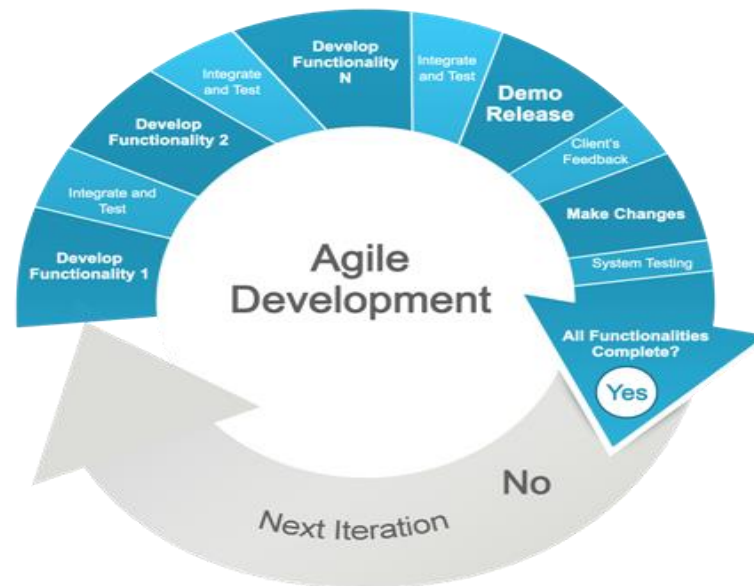 Develop
Functionality 1
Integrate and
Test
Develop
Functionality 2
Integrate
and Test
Develop
Functionality
N
Integrate
and Test
Demo
Release
Client's
Feedback
Make Changes
System Testing
All Functionalities
Complete?
Yes
No
Next Iteration
Agile
Development